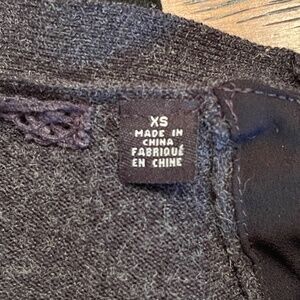 XS
MADE IN
CHINA
FABRIQUÉ
EN CHINE